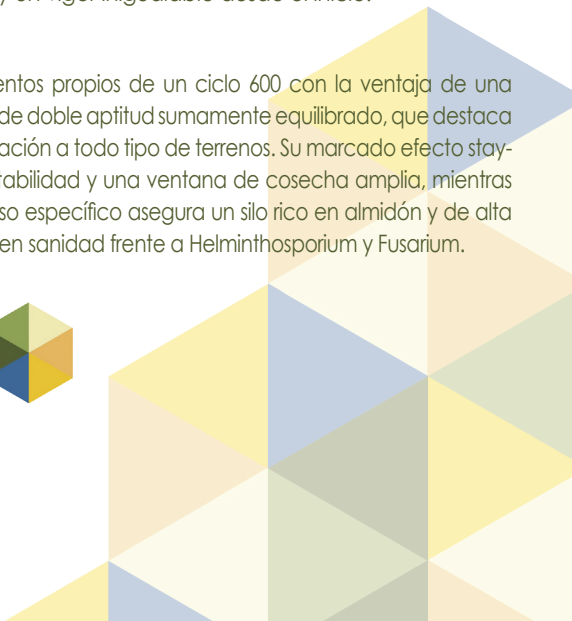 entos propios de un ciclo 600 con la ventaja de una
de doble aptitud sumamente equilibrado, que destaca
ación a todo tipo de terrenos. Su marcado efecto stay-
tabilidad y una ventana de cosecha amplia, mientras
so específico asegura un silo rico en almidón y de alta
en sanidad frente a Helminthosporium y Fusarium.